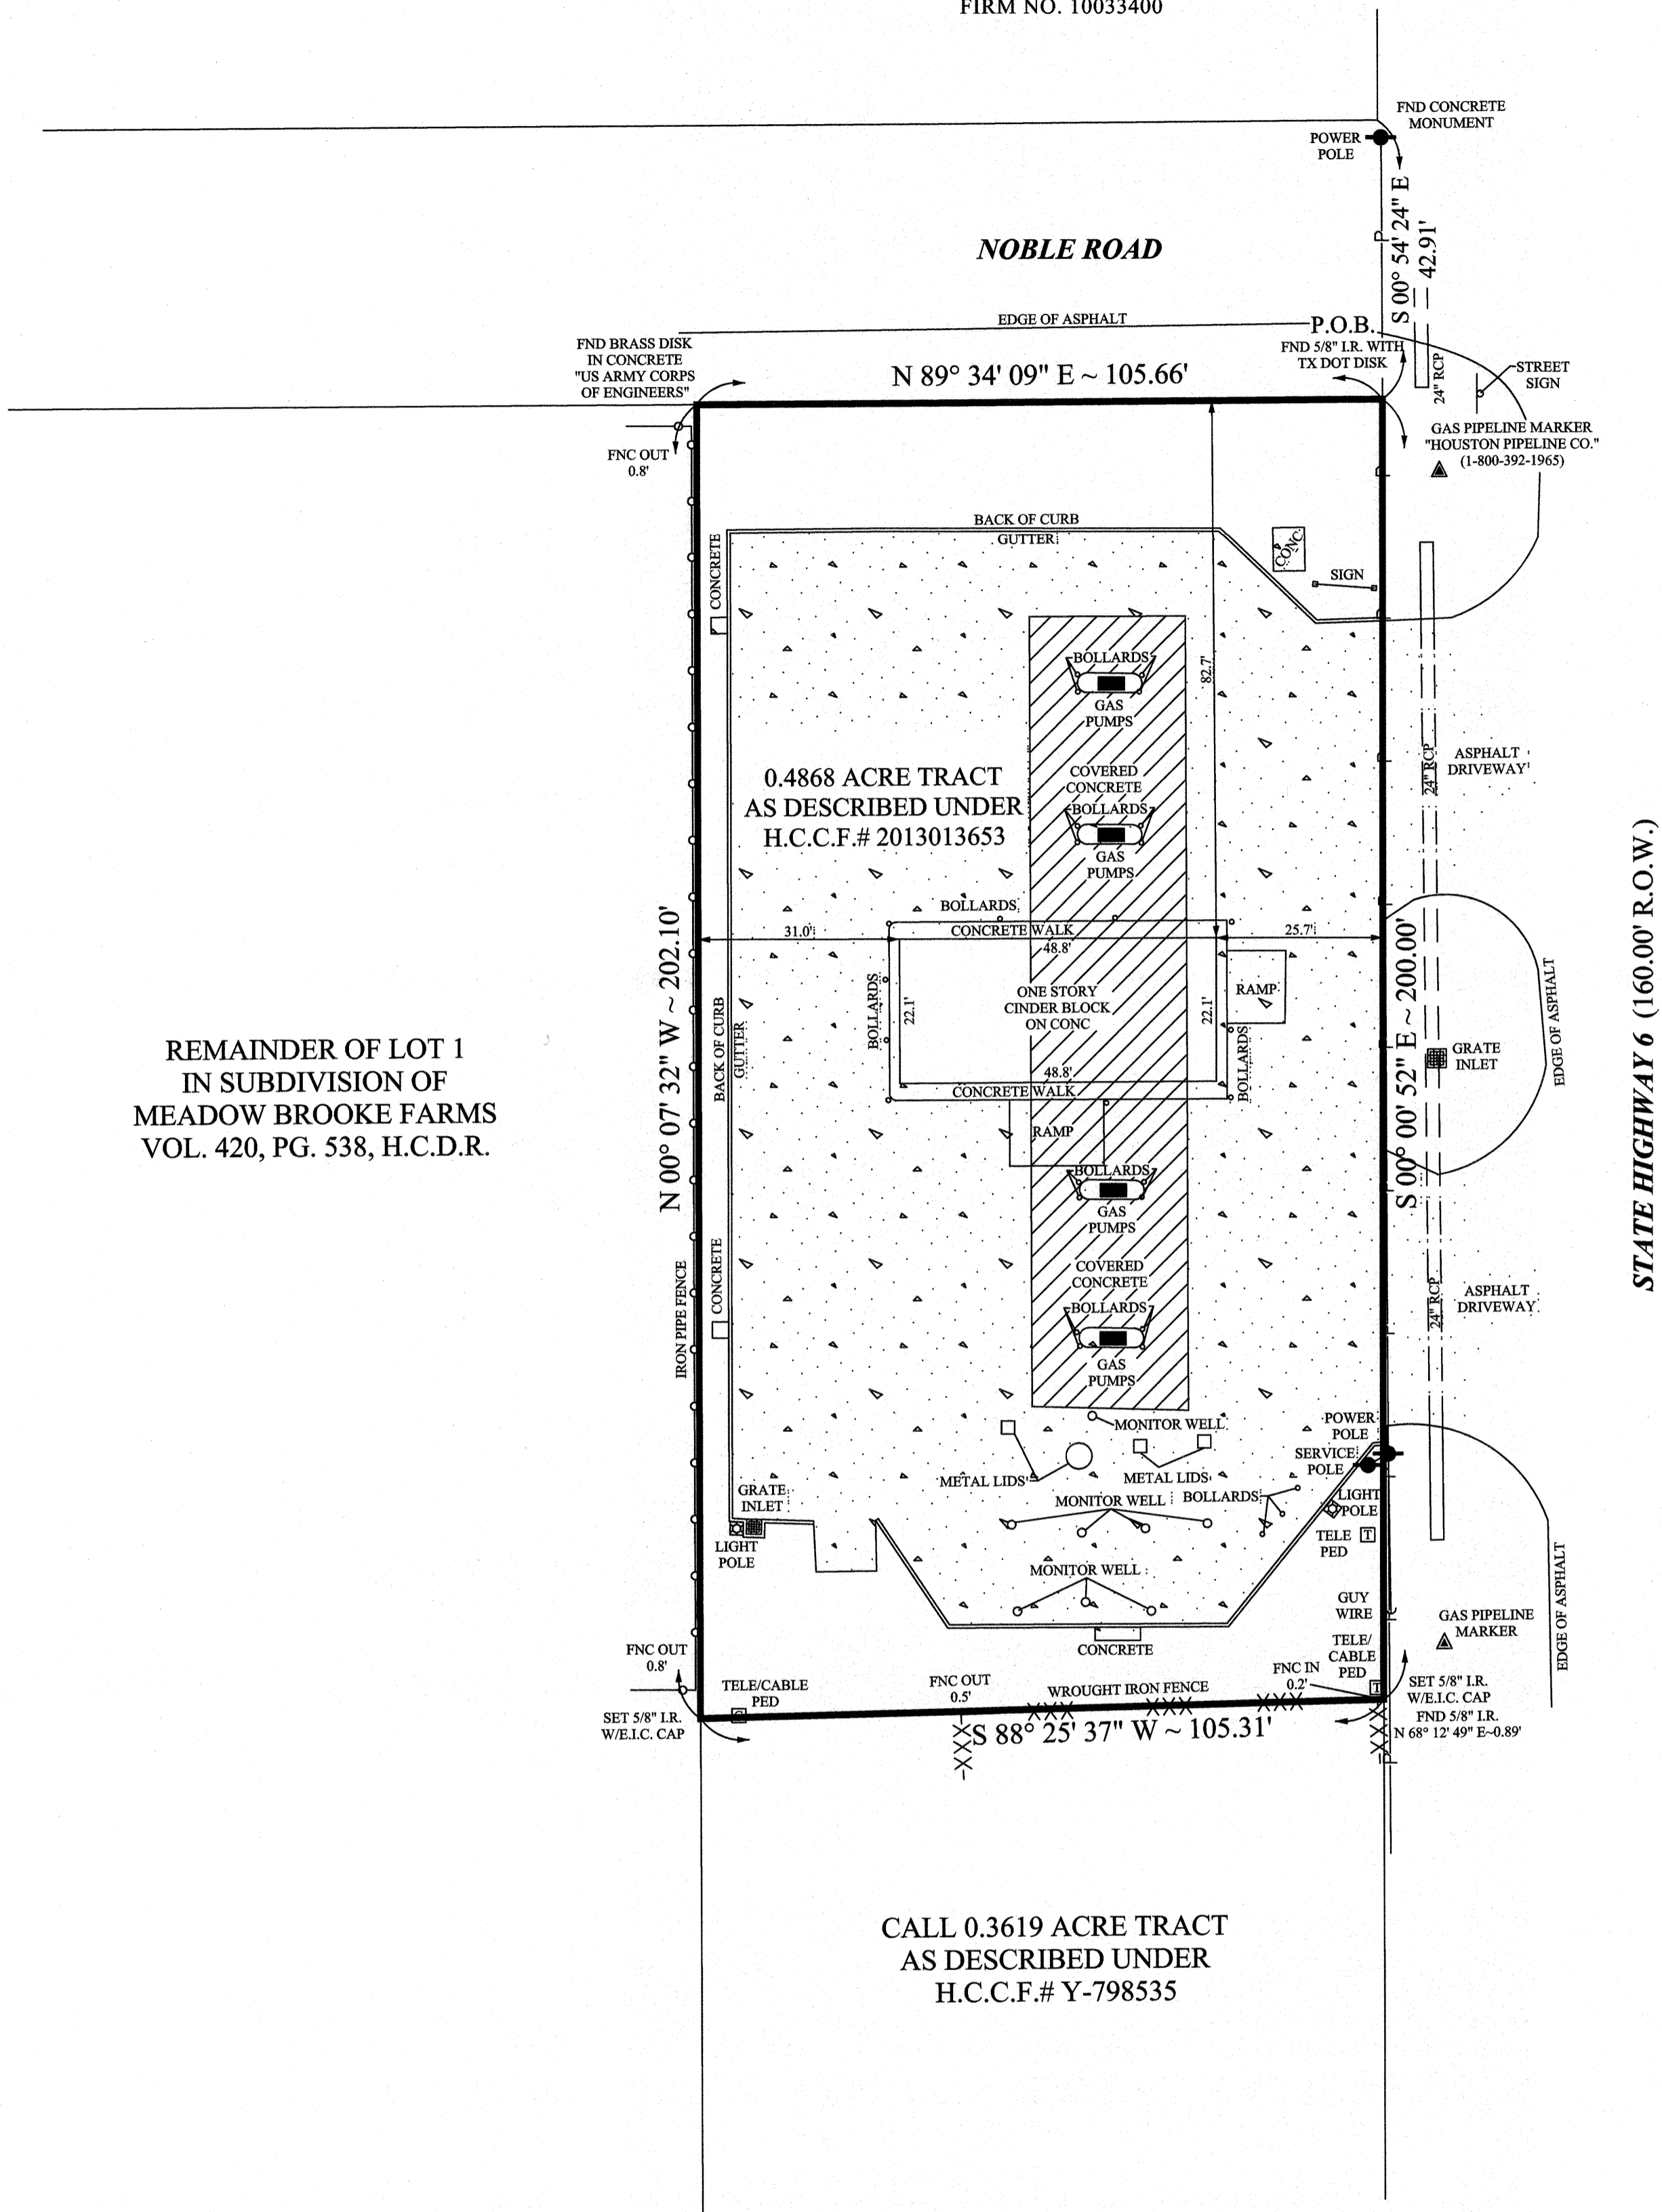 FIRM NO. 10033400
FND CONCRETE
MONUMENT
POWER
POLE
S 00° 54' 24" E
42.91'
NOBLE ROAD
EDGE OF ASPHALT
P.O.B.
FND 5/8" I.R. WITH
TX DOT DISK
FND BRASS DISK
IN CONCRETE
"US ARMY CORPS
OF ENGINEERS"
N 89° 34' 09" E ~ 105.66'
24" RCP
STREET
SIGN
GAS PIPELINE MARKER
"HOUSTON PIPELINE CO."
(1-800-392-1965)
FNC OUT
0.8'
BACK OF CURB
GUTTER
CONCRETE
CONC.
SIGN
BOLLARDS
GAS
PUMPS
82.7'
0.4868 ACRE TRACT
AS DESCRIBED UNDER
H.C.C.F.# 2013013653
COVERED
CONCRETE
BOLLARDS
GAS
PUMPS
24" RCP
ASPHALT
DRIVEWAY
STATE HIGHWAY 6 (160.00' R.O.W.)
BOLLARDS
31.0'
CONCRETE WALK
48.8'
25.7'
N 00° 07' 32" W ~ 202.10'
S 00° 00' 52" E ~ 200.00'
BOLLARDS
22.1'
ONE STORY
CINDER BLOCK
ON CONC
22.1'
RAMP
BACK OF CURB
GUTTER
BOLLARDS
GRATE
INLET
EDGE OF ASPHALT
48.8'
CONCRETE WALK
RAMP
REMAINDER OF LOT 1
IN SUBDIVISION OF
MEADOW BROOKE FARMS
VOL. 420, PG. 538, H.C.D.R.
BOLLARDS
GAS
PUMPS
COVERED
CONCRETE
CONCRETE
IRON PIPE FENCE
BOLLARDS
GAS
PUMPS
24" RCP
ASPHALT
DRIVEWAY
MONITOR WELL
POWER
POLE
SERVICE
POLE
METAL LIDS
METAL LIDS
GRATE
INLET
MONITOR WELL
BOLLARDS
LIGHT
POLE
LIGHT
POLE
TELE
PED
T
MONITOR WELL
EDGE OF ASPHALT
GUY
WIRE
GAS PIPELINE
MARKER
CONCRETE
TELE/
CABLE
PED
T
FNC OUT
0.8'
TELE/CABLE
PED
C
FNC OUT
0.5'
WROUGHT IRON FENCE
FNC IN
0.2'
SET 5/8" I.R.
W/E.I.C. CAP
FND 5/8" I.R.
N 68° 12' 49" E~0.89'
SET 5/8" I.R.
W/E.I.C. CAP
S 88° 25' 37" W ~ 105.31'
CALL 0.3619 ACRE TRACT
AS DESCRIBED UNDER
H.C.C.F.# Y-798535